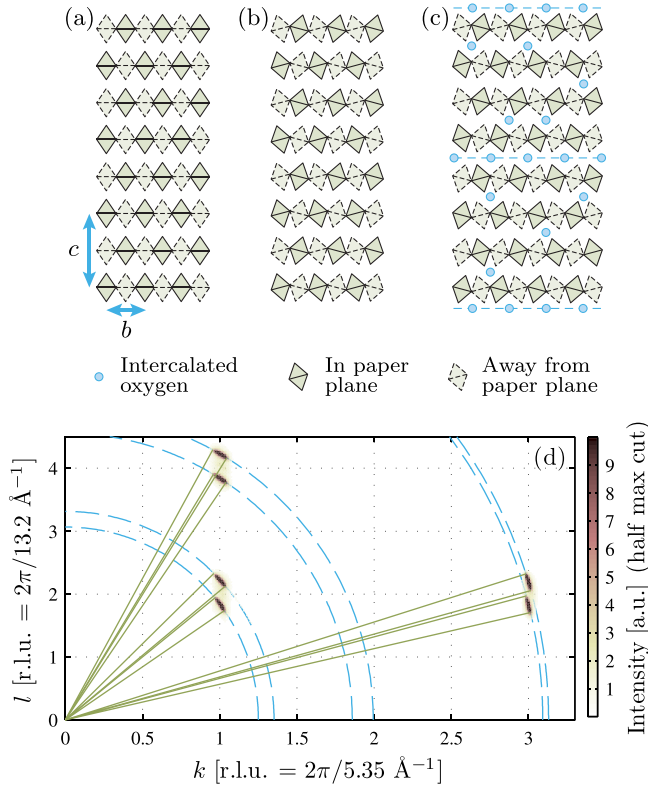 (a)
(b)
(c)
c
b
Intercalated oxygen
In paper plane
Away from paper plane
(d)
4
3
2
1
0
l [r.l.u. = 2π/13.2 Å⁻¹]
0
0.5
1
1.5
2
2.5
3
k [r.l.u. = 2π/5.35 Å⁻¹]
9
8
7
6
5
4
3
2
1
Intensity [a.u.] (half max cut)